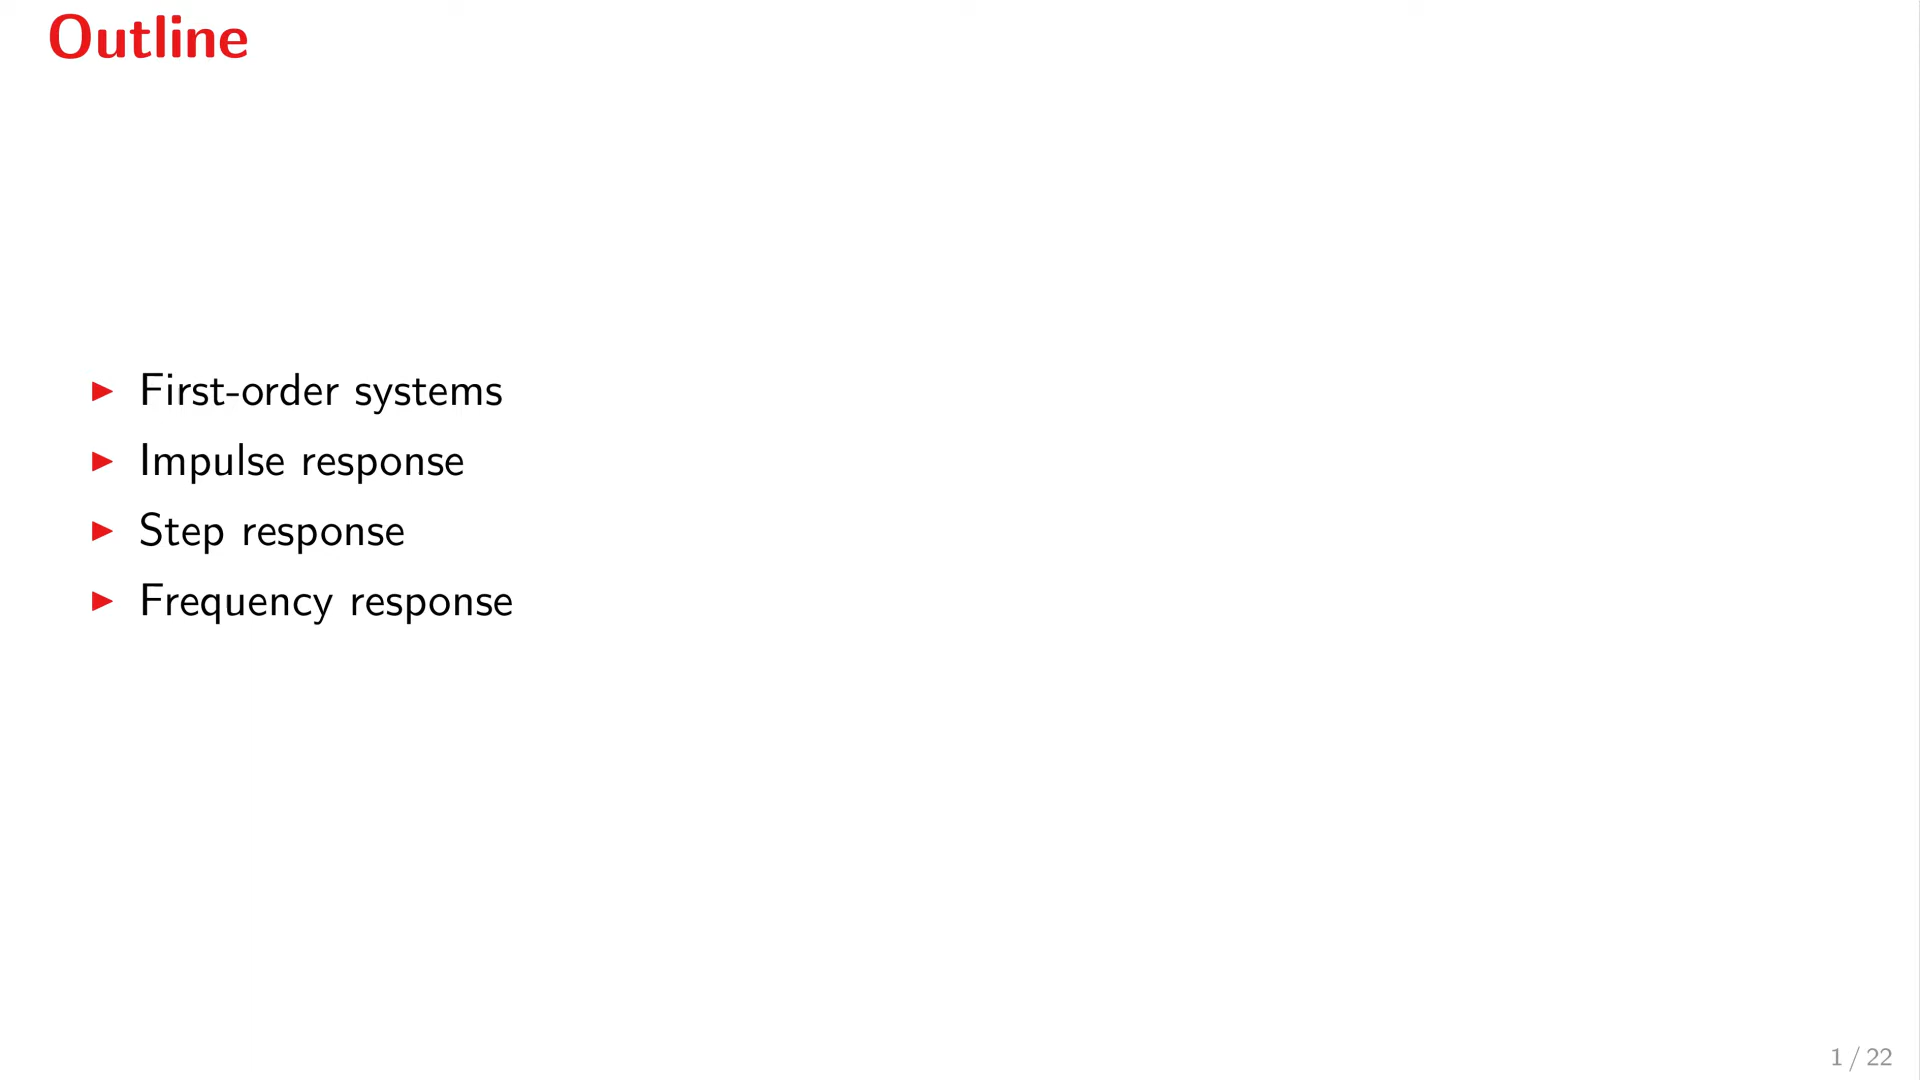 Outline
First-order systems
Impulse response
Step response
Frequency response
1 / 22